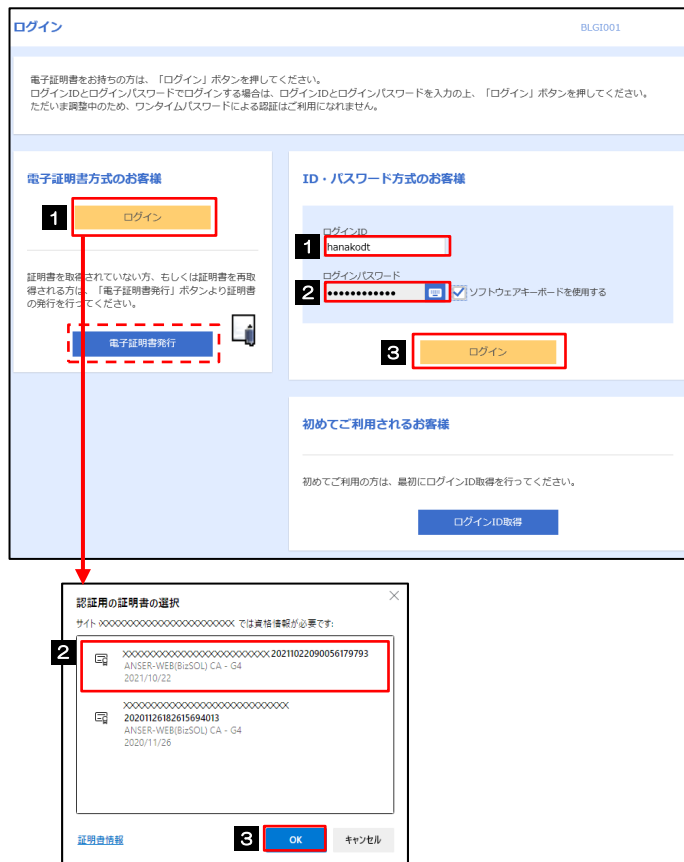 ログイン
BLGI001
電子証明書をお持ちの方は、「ログイン」ボタンを押してください。
ログインIDとログインパスワードでログインする場合は、ログインIDとログインパスワードを入力の上、「ログイン」ボタンを押してください。
ただいま調整中のため、ワンタイムパスワードによる認証はご利用になれません。
電子証明書方式のお客様
1
ログイン
証明書を取得されていない方、もしくは証明書を再取
得される方は、「電子証明書発行」ボタンより証明書
の発行を行ってください。
電子証明書発行
ID・パスワード方式のお客様
ログインID
1
hanakodt
ログインパスワード
2
••••••••••••
ソフトウェアキーボードを使用する
3
ログイン
初めてご利用されるお客様
初めてご利用の方は、最初にログインID取得を行ってください。
ログインID取得
認証用の証明書の選択
サイト XXXXXXXXXXXXXXXXXXXXXXX では資格情報が必要です:
2
XXXXXXXXXXXXXXXXXXXXXXXXX20211022090056179793
ANSER-WEB(BizSOL) CA - G4
2021/10/22
XXXXXXXXXXXXXXXXXXXXXXXXXXXX
20201126182615694013
ANSER-WEB(BizSOL) CA - G4
2020/11/26
証明書情報
3
OK
キャンセル